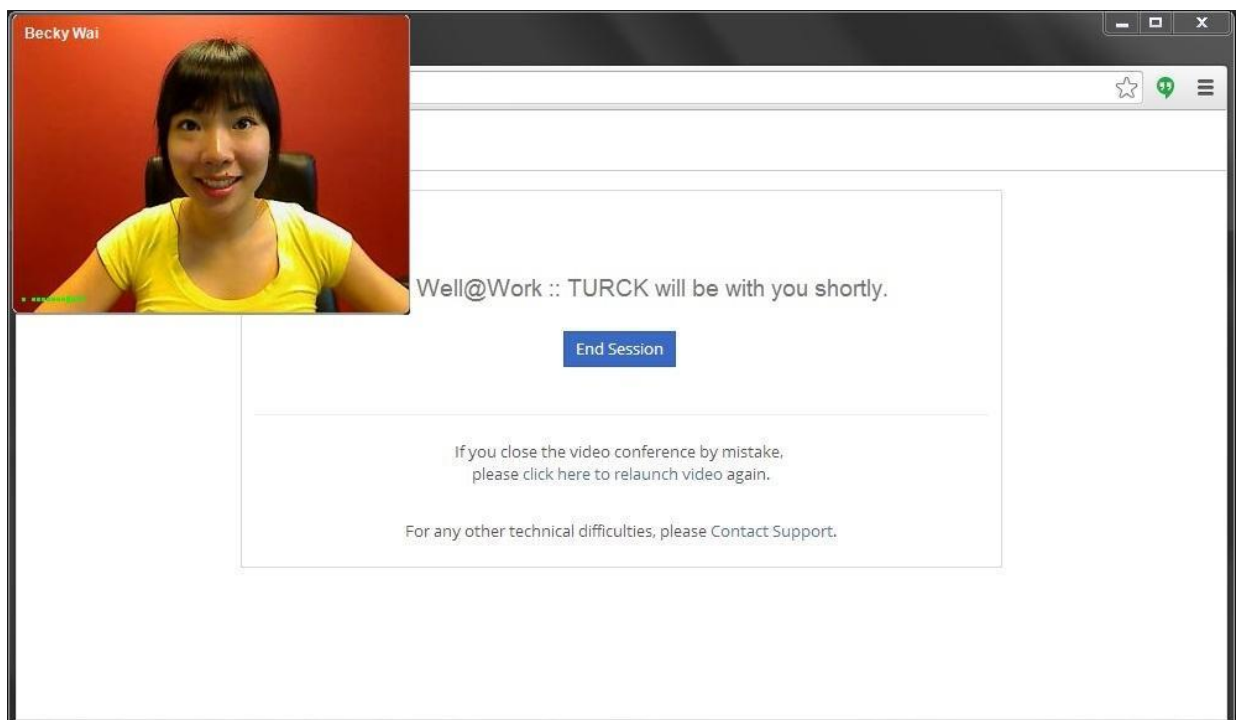 Becky Wai
Well@Work :: TURCK will be with you shortly.
End Session
If you close the video conference by mistake,
please click here to relaunch video again.
For any other technical difficulties, please Contact Support.